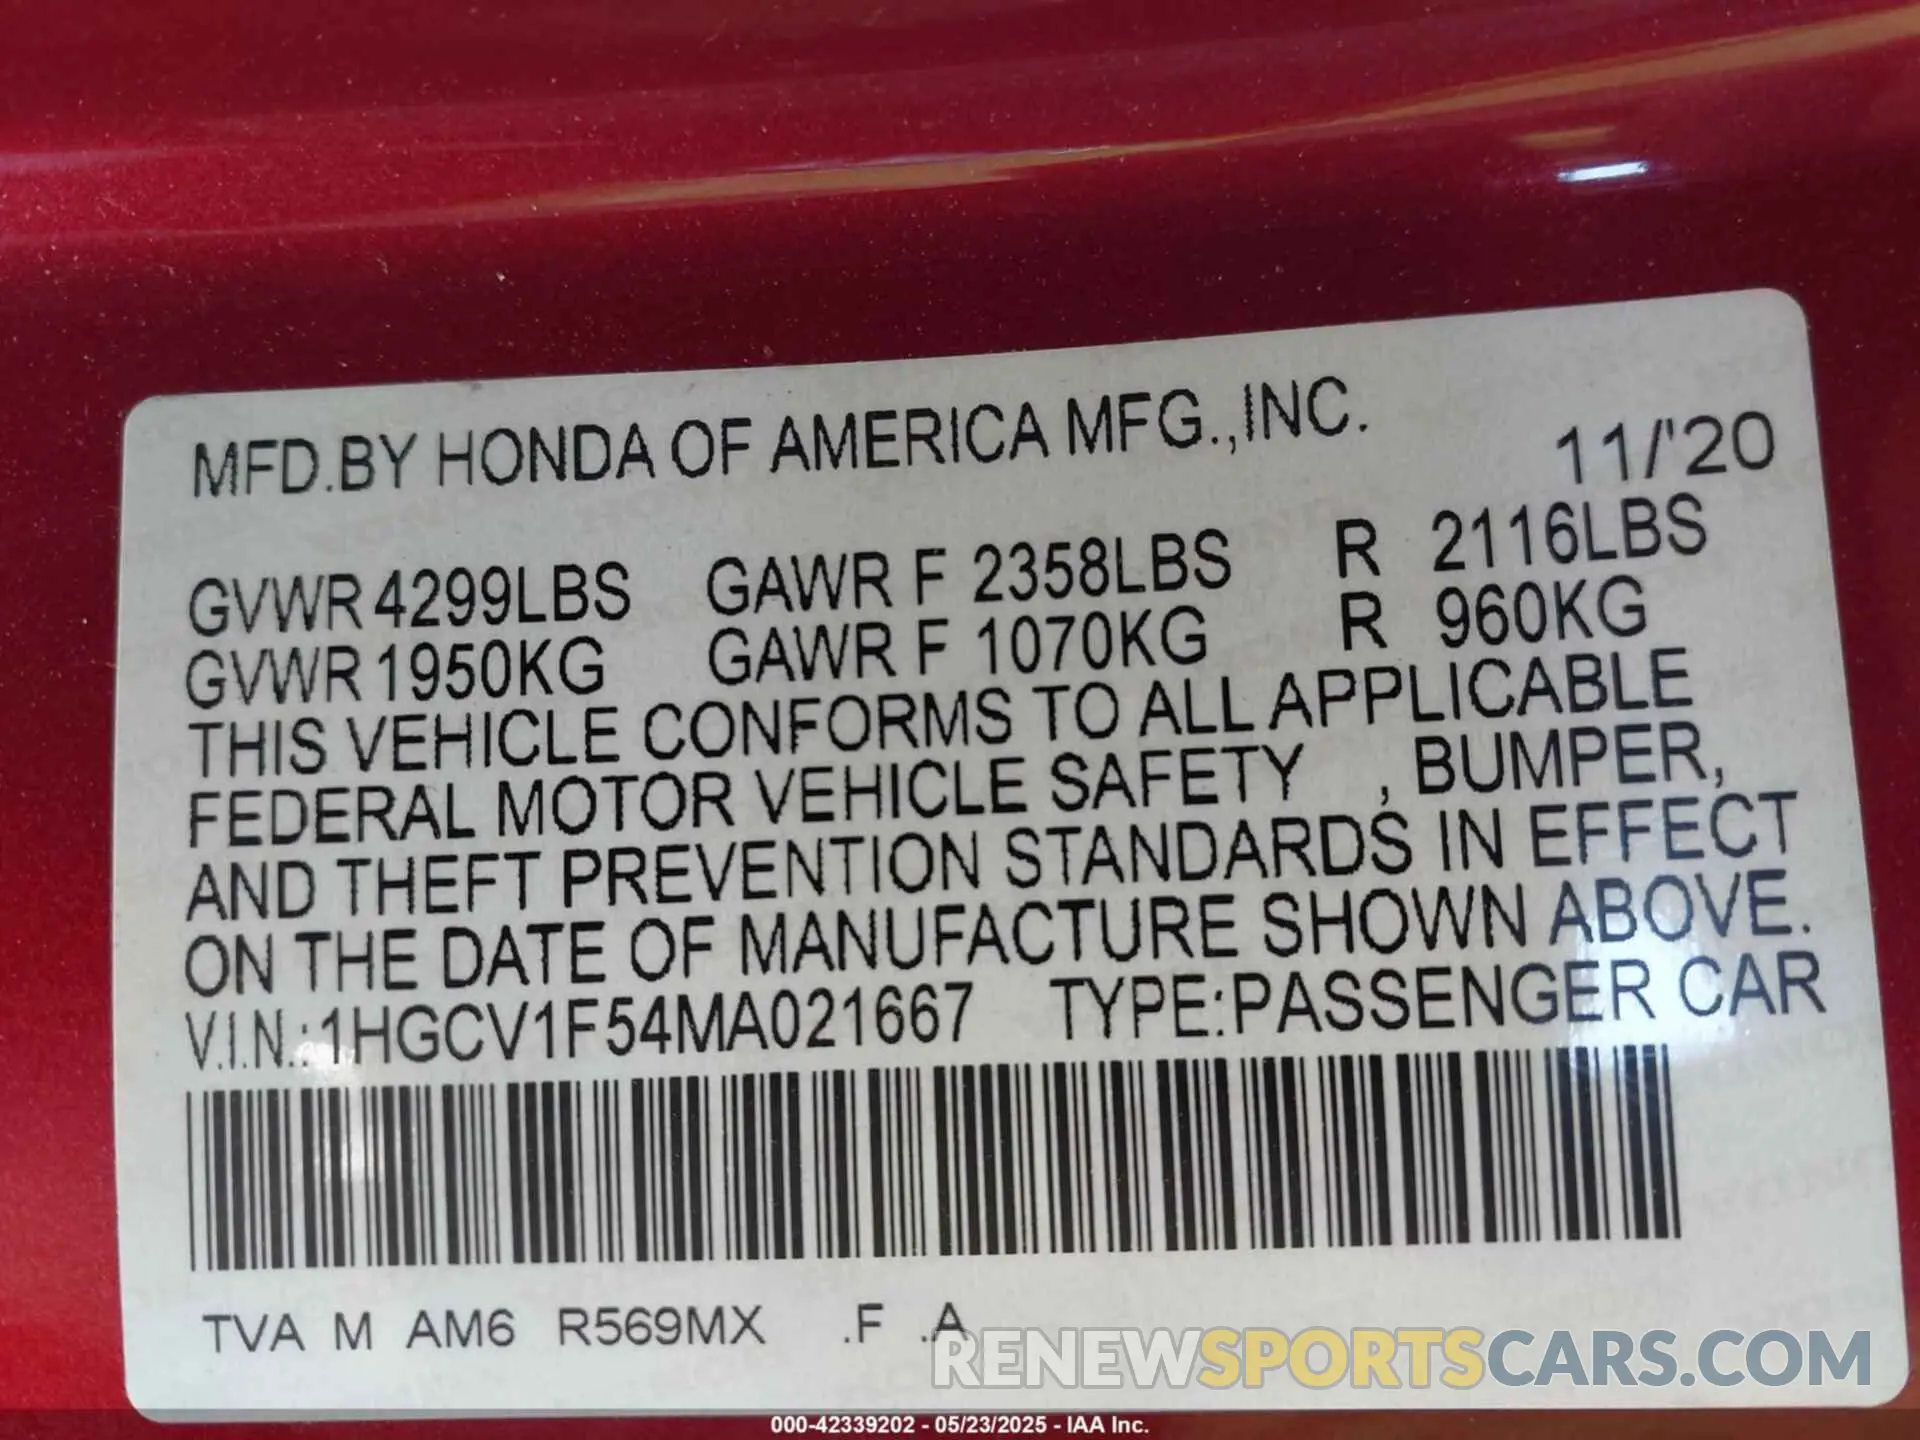 MFD.BY HONDA OF AMERICA MFG.,INC. 11/'20
GVWR 4299LBS GAWR F 2358LBS R 2116LBS
GVWR 1950KG GAWR F 1070KG R 960KG
THIS VEHICLE CONFORMS TO ALL APPLICABLE
FEDERAL MOTOR VEHICLE SAFETY , BUMPER,
AND THEFT PREVENTION STANDARDS IN EFFECT
ON THE DATE OF MANUFACTURE SHOWN ABOVE.
V.I.N.:1HGCV1F54MA021667 TYPE:PASSENGER CAR
TVA M AM6 R569MX .F .A
RENEWSPORTSCARS.COM
000-42339202 - 05/23/2025 - IAA Inc.